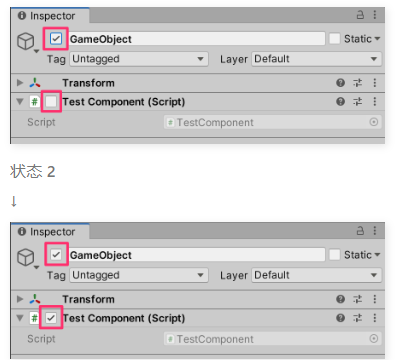 Inspector
GameObject
Static
Tag Untagged Layer Default
Transform
# Test Component (Script)
Script # TestComponent
状态 2
↓
Inspector
GameObject
Static
Tag Untagged Layer Default
Transform
# Test Component (Script)
Script # TestComponent